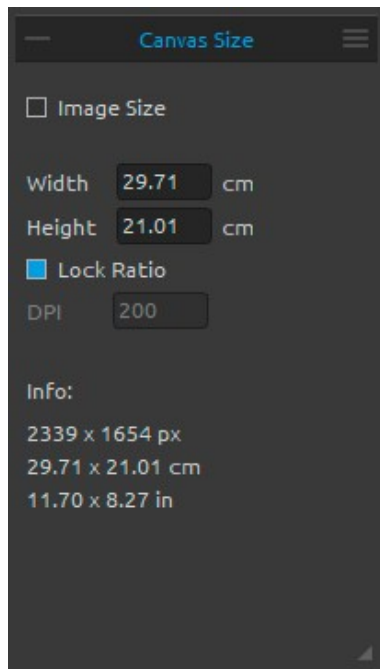 Canvas Size
Image Size
Width 29.71 cm
Height 21.01 cm
Lock Ratio
DPI 200
Info:
2339 x 1654 px
29.71 x 21.01 cm
11.70 x 8.27 in